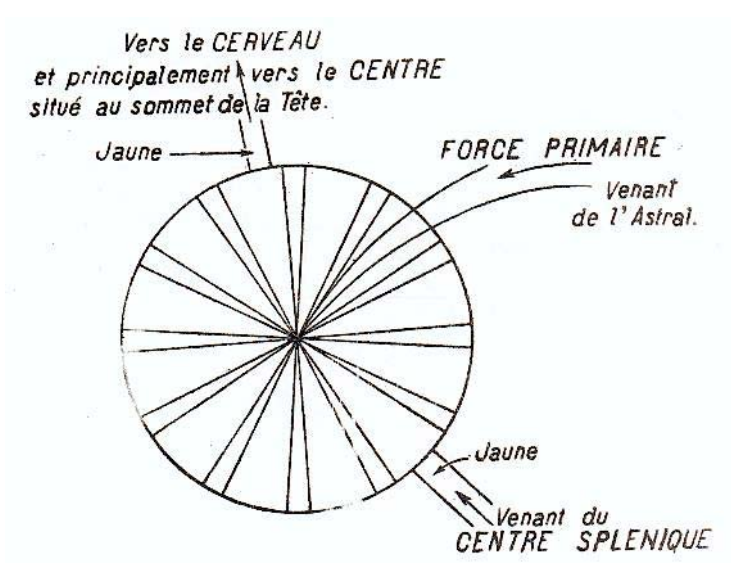 Vers le CERVEAU
et principalement vers le CENTRE
situé au sommet de la Tête.
Jaune
FORCE PRIMAIRE
Venant
de l'Astral.
Jaune
Venant du
CENTRE SPLENIQUE